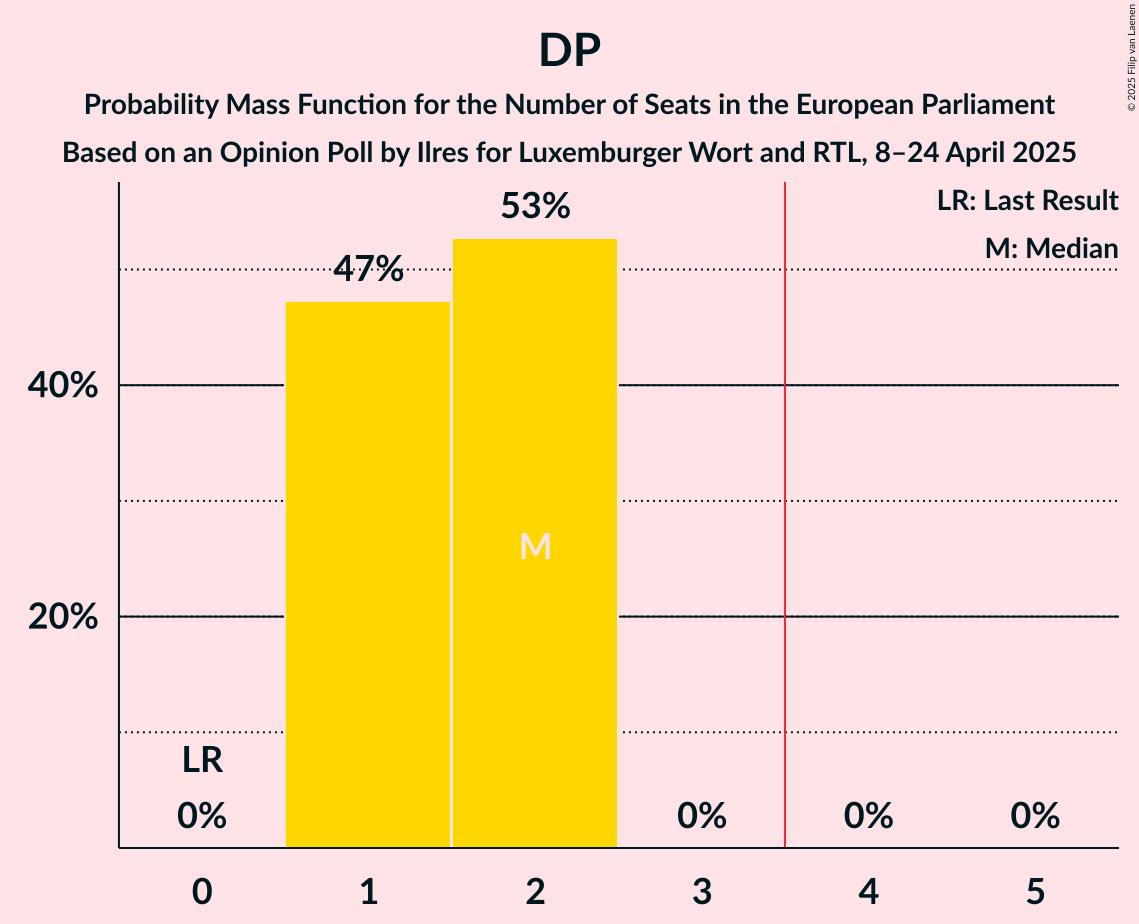 DP
Probability Mass Function for the Number of Seats in the European Parliament
Based on an Opinion Poll by Ilres for Luxemburger Wort and RTL, 8–24 April 2025
© 2025 Filip van Laenen
LR: Last Result
M: Median
53%
47%
40%
M
20%
LR
0%
0%
0%
0%
0
1
2
3
4
5